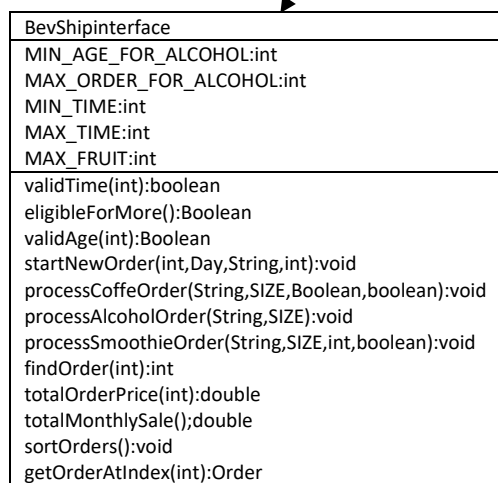 BevShipinterface
MIN_AGE_FOR_ALCOHOL:int
MAX_ORDER_FOR_ALCOHOL:int
MIN_TIME:int
MAX_TIME:int
MAX_FRUIT:int
validTime(int):boolean
eligibleForMore():Boolean
validAge(int):Boolean
startNewOrder(int,Day,String,int):void
processCoffeOrder(String,SIZE,Boolean,boolean):void
processAlcoholOrder(String,SIZE):void
processSmoothieOrder(String,SIZE,int,boolean):void
findOrder(int):int
totalOrderPrice(int):double
totalMonthlySale();double
sortOrders():void
getOrderAtIndex(int):Order